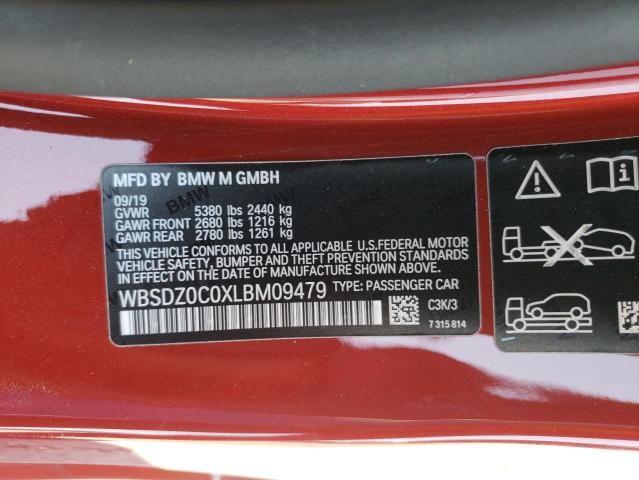 MFD BY BMW M GMBH
09/19
GVWR 5380 lbs 2440 kg
GAWR FRONT 2680 lbs 1216 kg
GAWR REAR 2780 lbs 1261 kg
THIS VEHICLE CONFORMS TO ALL APPLICABLE U.S.FEDERAL MOTOR
VEHICLE SAFETY, BUMPER, AND THEFT PREVENTION STANDARDS
IN EFFECT ON THE DATE OF MANUFACTURE SHOWN ABOVE.
WBSDZ0C0XLBM09479 TYPE: PASSENGER CAR
C3K/3
7 315 814